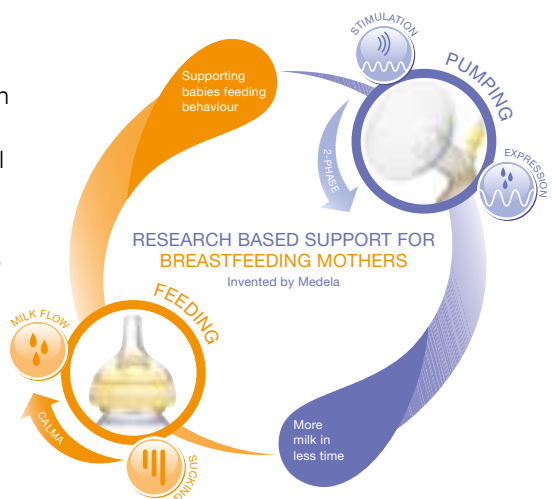 STIMULATION
PUMPING
Supporting
babies feeding
behaviour
2-PHASE
EXPRESSION
RESEARCH BASED SUPPORT FOR
BREASTFEEDING MOTHERS
Invented by Medela
FEEDING
MILK FLOW
CALMA
SUCKING
More
milk in
less time